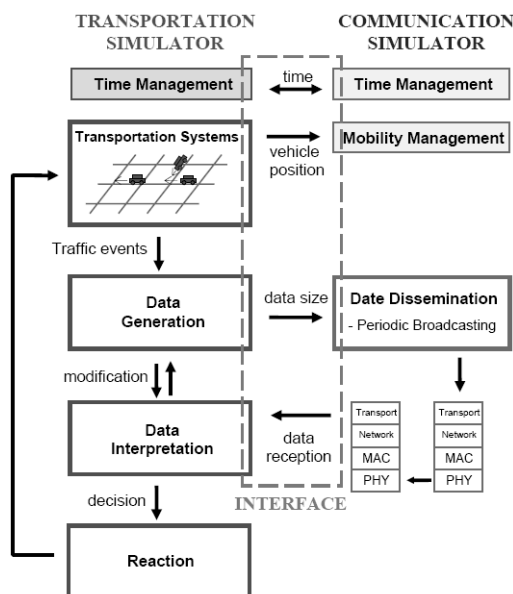 TRANSPORTATION
SIMULATOR
COMMUNICATION
SIMULATOR
Time Management
time
Time Management
Transportation Systems
vehicle
position
Mobility Management
Traffic events
Data
Generation
data size
Date Dissemination
- Periodic Broadcasting
modification
Data
Interpretation
data
reception
Transport
Network
MAC
PHY
Transport
Network
MAC
PHY
INTERFACE
decision
Reaction